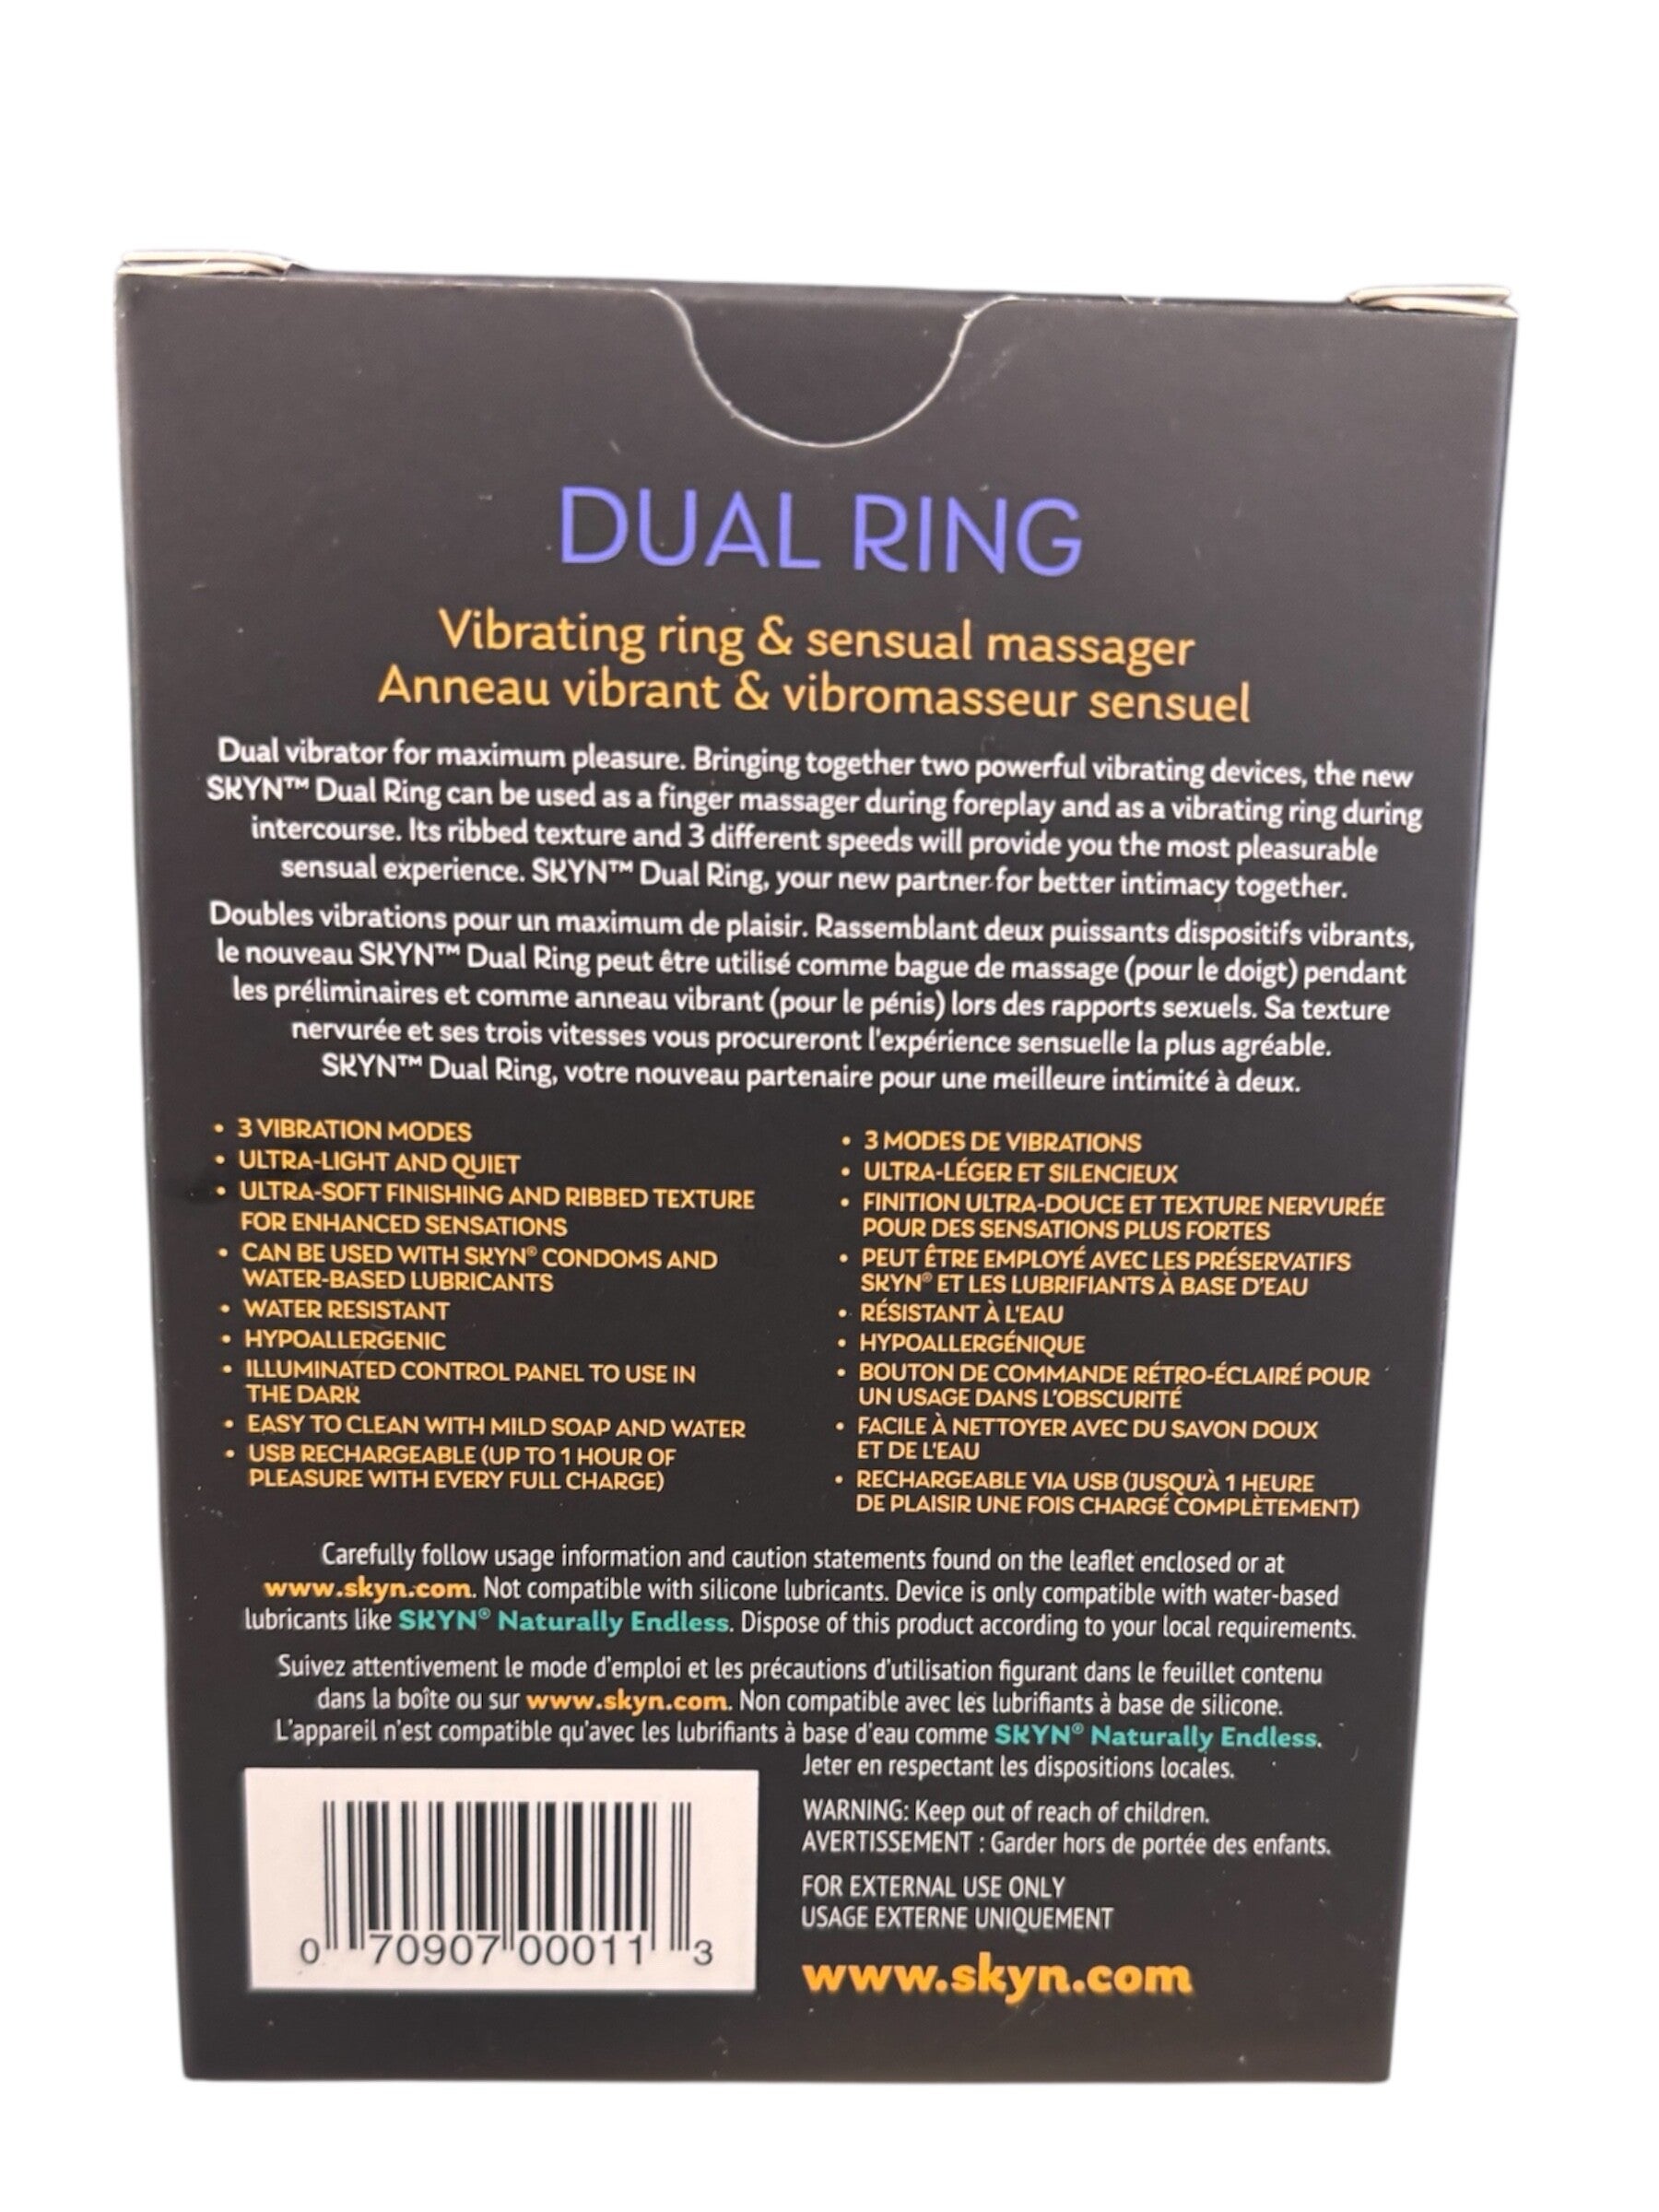 DUAL RING
Vibrating ring & sensual massager
Anneau vibrant & vibromasseur sensuel
Dual vibrator for maximum pleasure. Bringing together two powerful vibrating devices, the new
SKYN™ Dual Ring can be used as a finger massager during foreplay and as a vibrating ring during
intercourse. Its ribbed texture and 3 different speeds will provide you the most pleasurable
sensual experience. SKYN™ Dual Ring, your new partner for better intimacy together.
Doubles vibrations pour un maximum de plaisir. Rassemblant deux puissants dispositifs vibrants,
le nouveau SKYN™ Dual Ring peut être utilisé comme bague de massage (pour le doigt) pendant
les préliminaires et comme anneau vibrant (pour le pénis) lors des rapports sexuels. Sa texture
nervurée et ses trois vitesses vous procureront l'expérience sensuelle la plus agréable.
SKYN™ Dual Ring, votre nouveau partenaire pour une meilleure intimité à deux.
• 3 VIBRATION MODES
• ULTRA-LIGHT AND QUIET
• ULTRA-SOFT FINISHING AND RIBBED TEXTURE
FOR ENHANCED SENSATIONS
• CAN BE USED WITH SKYN® CONDOMS AND
WATER-BASED LUBRICANTS
• WATER RESISTANT
• HYPOALLERGENIC
• ILLUMINATED CONTROL PANEL TO USE IN
THE DARK
• EASY TO CLEAN WITH MILD SOAP AND WATER
• USB RECHARGEABLE (UP TO 1 HOUR OF
PLEASURE WITH EVERY FULL CHARGE)
• 3 MODES DE VIBRATIONS
• ULTRA-LÉGER ET SILENCIEUX
• FINITION ULTRA-DOUCE ET TEXTURE NERVURÉE
POUR DES SENSATIONS PLUS FORTES
• PEUT ÊTRE EMPLOYÉ AVEC LES PRÉSERVATIFS
SKYN® ET LES LUBRIFIANTS À BASE D'EAU
• RÉSISTANT À L'EAU
• HYPOALLERGÉNIQUE
• BOUTON DE COMMANDE RÉTRO-ÉCLAIRÉ POUR
UN USAGE DANS L'OBSCURITÉ
• FACILE À NETTOYER AVEC DU SAVON DOUX
ET DE L'EAU
• RECHARGEABLE VIA USB (JUSQU'À 1 HEURE
DE PLAISIR UNE FOIS CHARGÉ COMPLÈTEMENT)
Carefully follow usage information and caution statements found on the leaflet enclosed or at
www.skyn.com. Not compatible with silicone lubricants. Device is only compatible with water-based
lubricants like SKYN® Naturally Endless. Dispose of this product according to your local requirements.
Suivez attentivement le mode d'emploi et les précautions d'utilisation figurant dans le feuillet contenu
dans la boîte ou sur www.skyn.com. Non compatible avec les lubrifiants à base de silicone.
L'appareil n'est compatible qu'avec les lubrifiants à base d'eau comme SKYN® Naturally Endless.
Jeter en respectant les dispositions locales.
WARNING: Keep out of reach of children.
AVERTISSEMENT : Garder hors de portée des enfants.
FOR EXTERNAL USE ONLY
USAGE EXTERNE UNIQUEMENT
www.skyn.com
0 70907 00011 3